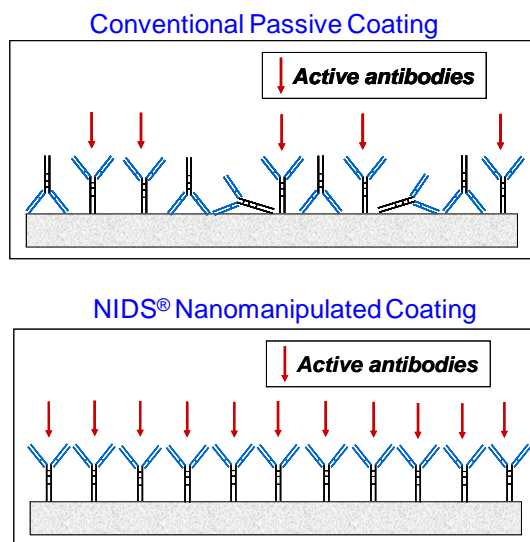 Conventional Passive Coating
Active antibodies
NIDS® Nanomanipulated Coating
Active antibodies